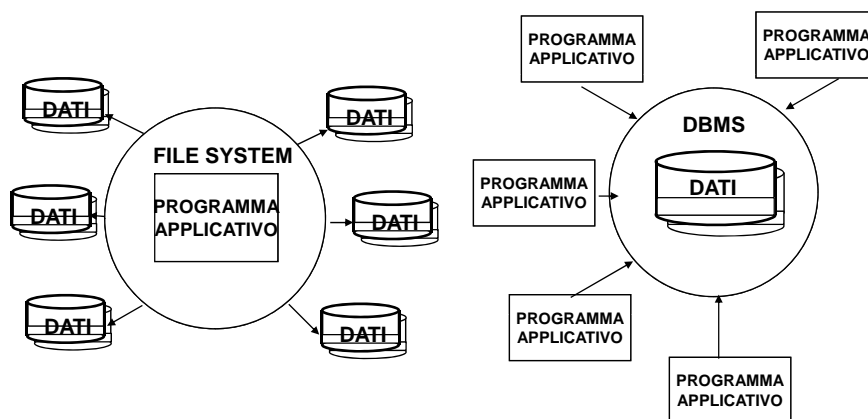 DATI
DATI
DATI
FILE SYSTEM
PROGRAMMA
APPLICATIVO
DATI
DATI
DATI
PROGRAMMA
APPLICATIVO
PROGRAMMA
APPLICATIVO
DBMS
DATI
PROGRAMMA
APPLICATIVO
PROGRAMMA
APPLICATIVO
PROGRAMMA
APPLICATIVO